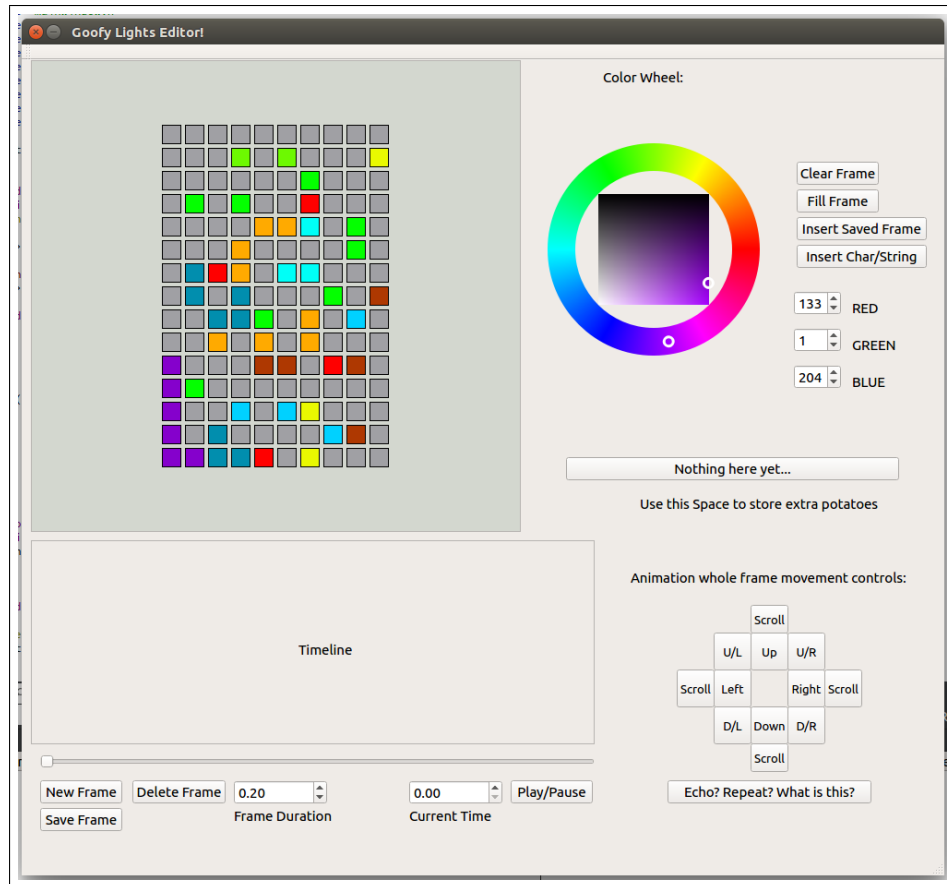 Goofy Lights Editor!
Color Wheel:
Clear Frame
Fill Frame
Insert Saved Frame
Insert Char/String
133 RED
1 GREEN
204 BLUE
Nothing here yet...
Use this Space to store extra potatoes
Timeline
Animation whole frame movement controls:
Scroll
U/L Up U/R
Scroll Left Right Scroll
D/L Down D/R
Scroll
New Frame Delete Frame 0.20 0.00 Play/Pause
Save Frame Frame Duration Current Time
Echo? Repeat? What is this?